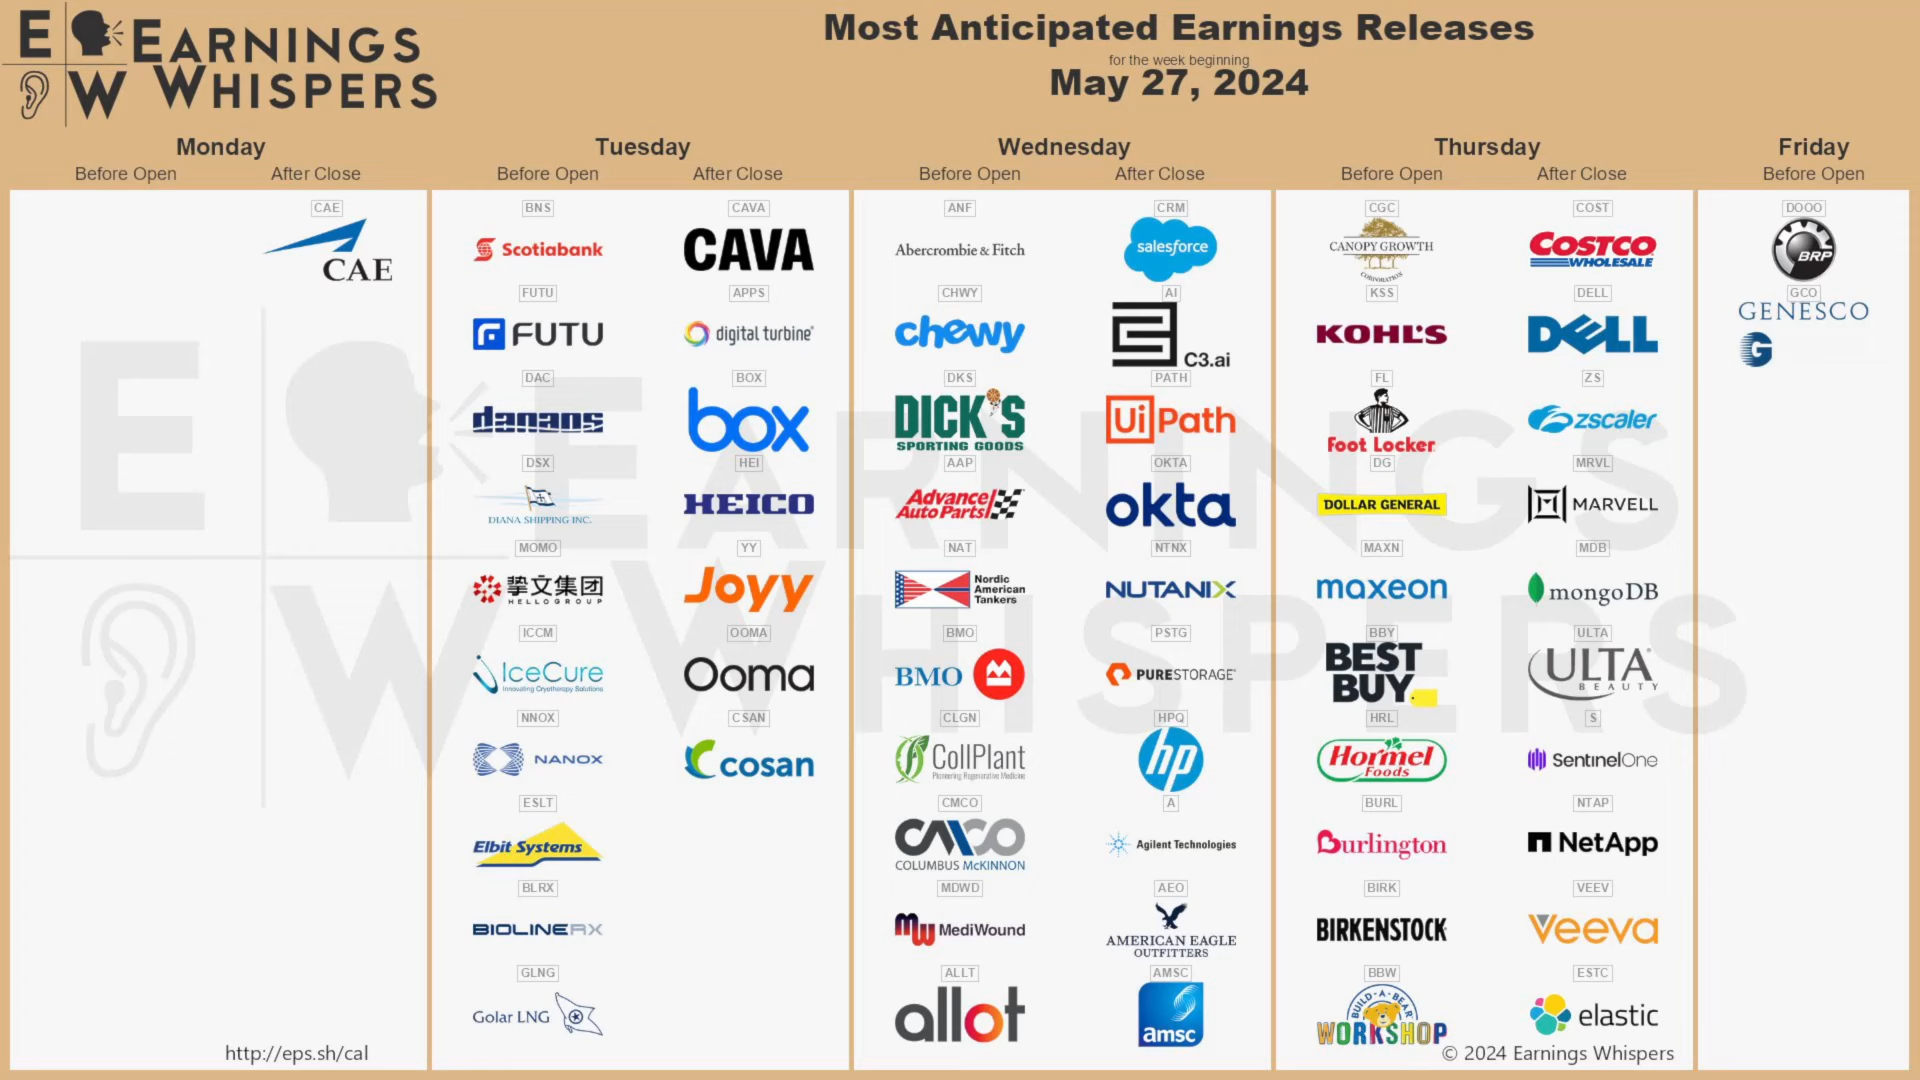 E
W
EARNINGS
WHISPERS
Most Anticipated Earnings Releases
for the week beginning
May 27, 2024
Monday
Before Open
After Close
CAE
CAE
Tuesday
Before Open
BNS
Scotiabank
FUTU
FUTU
DAC
danaos
DSX
DIANA SHIPPING INC.
MOMO
挚文集团
HELLOGROUP
ICCM
IceCure
Innovating Cryotherapy Solutions
NNOX
NANOX
ESLT
Elbit Systems
BLRX
BIOLINERX
GLNG
Golar LNG
After Close
CAVA
CAVA
APPS
digital turbine
BOX
box
HEI
HEICO
YY
Joyy
OOMA
Ooma
CSAN
cosan
Wednesday
Before Open
ANF
Abercrombie & Fitch
CHWY
chewy
DKS
DICK'S
SPORTING GOODS
AAP
Advance
Auto Parts
NAT
Nordic
American
Tankers
BMO
BMO
CLGN
CollPlant
Pioneering Regenerative Medicine
CMCO
CMCO
COLUMBUS McKINNON
MDWD
mw MediWound
ALLT
allot
After Close
CRM
salesforce
AI
C3.ai
PATH
UiPath
OKTA
okta
NTNX
NUTANIX
PSTG
PURESTORAGE
HPQ
hp
A
Agilent Technologies
AEO
AMERICAN EAGLE
OUTFITTERS
AMSC
amsc
Thursday
Before Open
CGC
CANOPY GROWTH
CORPORATION
KSS
KOHL'S
FL
Foot Locker
DG
DOLLAR GENERAL
MAXN
maxeon
BBY
BEST
BUY
HRL
Hormel
Foods
BURL
Burlington
BIRK
BIRKENSTOCK
BBW
BUILD-A-BEAR
WORKSHOP
After Close
COST
COSTCO
WHOLESALE
DELL
DELL
ZS
zscaler
MRVL
MARVELL
MDB
mongoDB
ULTA
ULTA
BEAUTY
S
SentinelOne
NTAP
NetApp
VEEV
Veeva
ESTC
elastic
Friday
Before Open
DOOO
BRP
GCO
GENESCO
G
http://eps.sh/cal
© 2024 Earnings Whispers
E
W
EARNINGS
WHISPERS